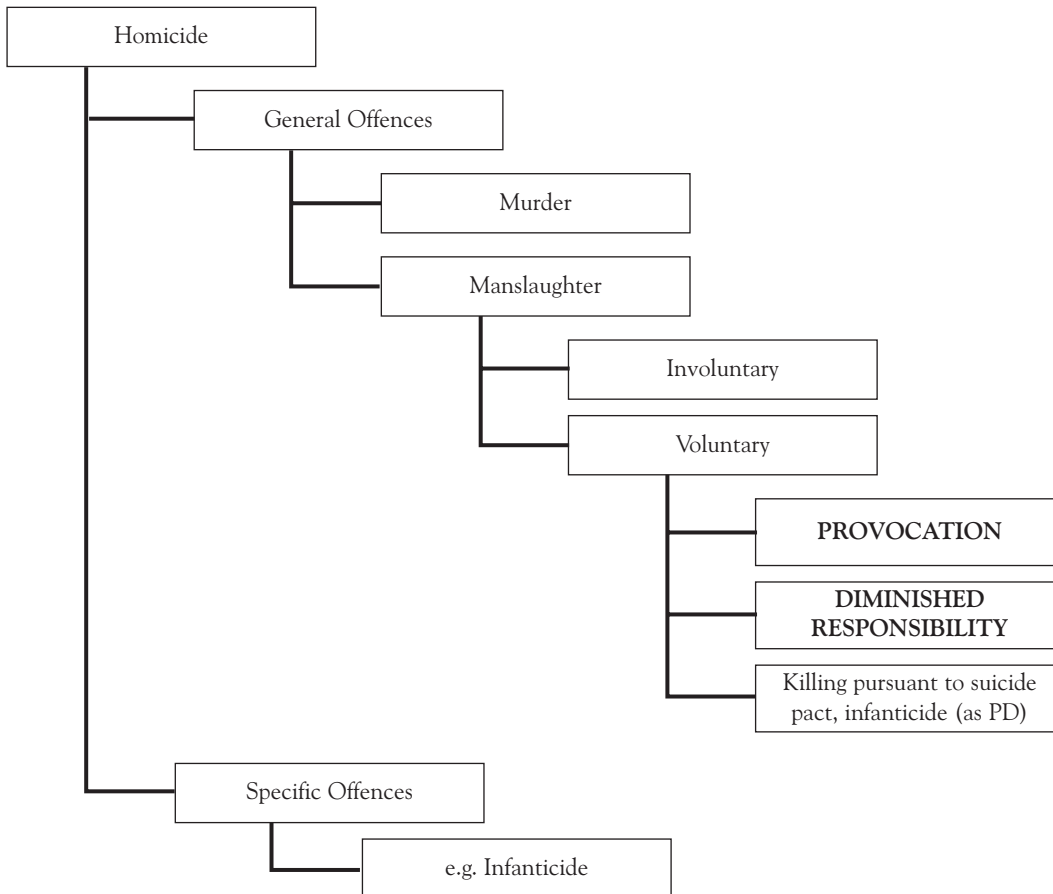 Homicide
General Offences
Murder
Manslaughter
Involuntary
Voluntary
PROVOCATION
DIMINISHED
RESPONSIBILITY
Killing pursuant to suicide
pact, infanticide (as PD)
Specific Offences
e.g. Infanticide